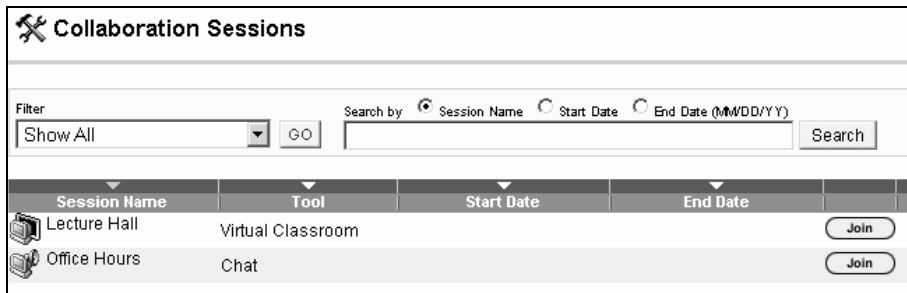 Collaboration Sessions
Filter
Search by Session Name Start Date End Date (MM/DD/YY)
Show All GO Search
Session Name Tool Start Date End Date
Lecture Hall Virtual Classroom Join
Office Hours Chat Join